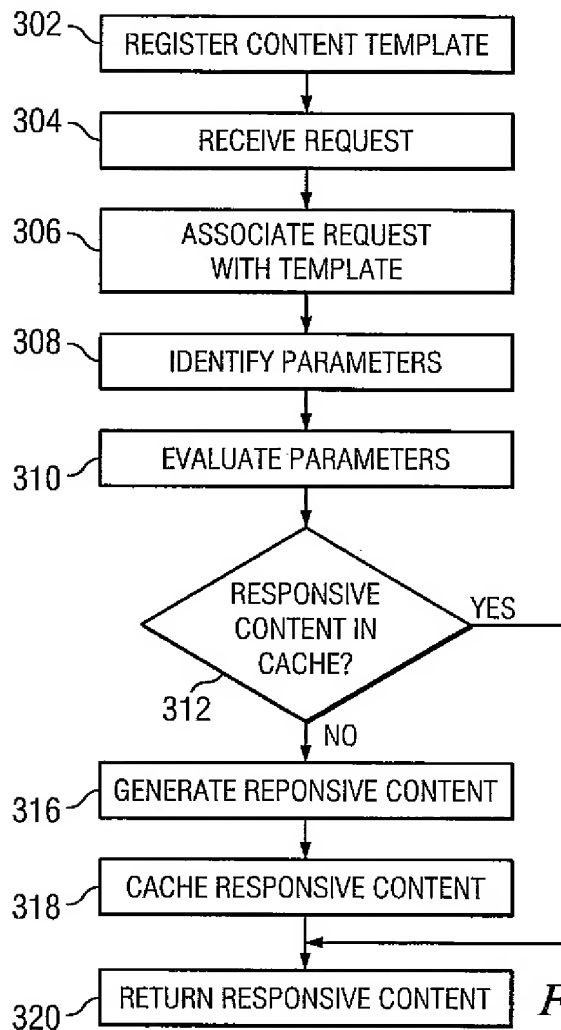 302
REGISTER CONTENT TEMPLATE
304
RECEIVE REQUEST
306
ASSOCIATE REQUEST
WITH TEMPLATE
308
IDENTIFY PARAMETERS
310
EVALUATE PARAMETERS
RESPONSIVE
CONTENT IN
CACHE?
YES
312
NO
316
GENERATE REPONSIVE CONTENT
318
CACHE RESPONSIVE CONTENT
320
RETURN RESPONSIVE CONTENT
F